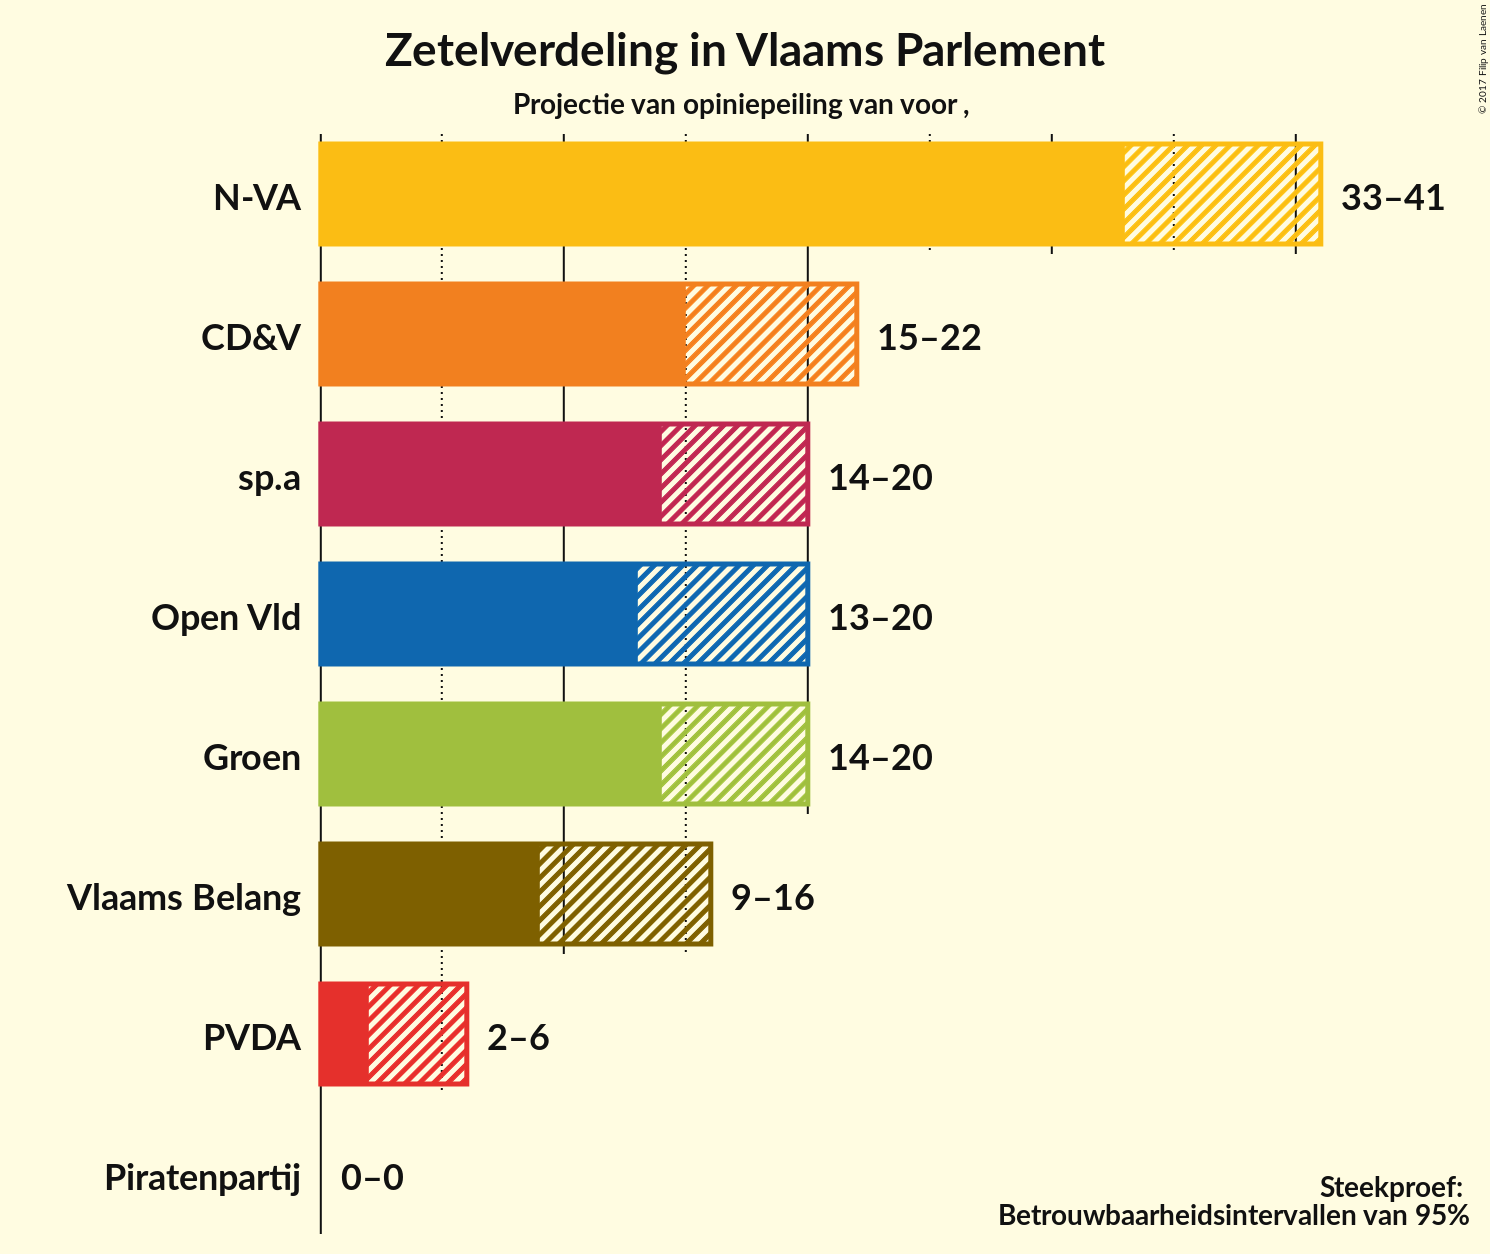 Zetelverdeling in Vlaams Parlement
Projectie van opiniepeiling van voor ,
N-VA 33–41
CD&V 15–22
sp.a 14–20
Open Vld 13–20
Groen 14–20
Vlaams Belang 9–16
PVDA 2–6
Piratenpartij 0–0
Steekproef:
Betrouwbaarheidsintervallen van 95%
© 2017 Filip van Laenen